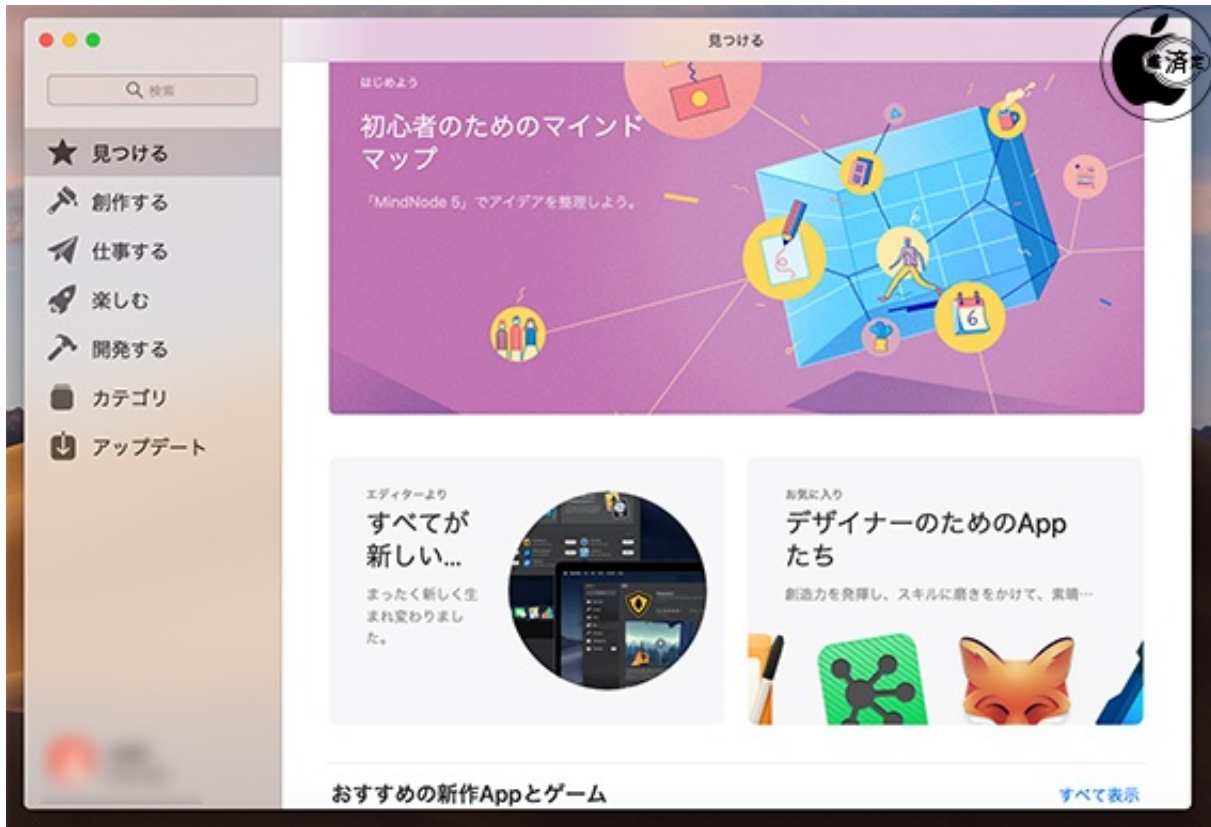 見つける
鑑済定
検索
見つける
創作する
仕事する
楽しむ
開発する
カテゴリ
アップデート
はじめよう
初心者のためのマインド
マップ
「MindNode 5」でアイデアを整理しよう。
6
エディターより
すべてが
新しい...
まったく新しく生
まれ変わりまし
た。
お気に入り
デザイナーのためのApp
たち
創造力を発揮し、スキルに磨きをかけて、素晴…
おすすめの新作Appとゲーム
すべて表示